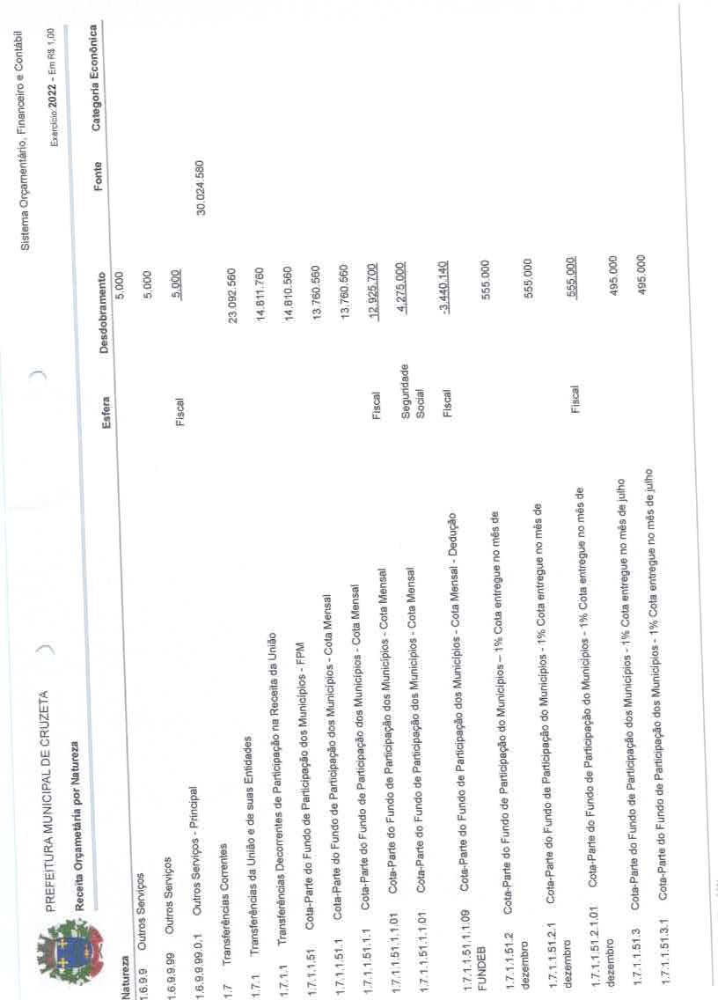 Sistema Orçamentário, Financeiro e Contábil
PREFEITURA MUNICIPAL DE CRUZETA
Exercício:2022 - Em R$ 1,00
Receita Orçametária por Natureza
Natureza Esfera Desdobramento Fonte Categoria Econônica
1.6.9.9 Outros Serviços 5.000
1.6.9.9.99 Outros Serviços 5.000
1.6.9.9.99.0.1 Outros Serviços - Principal Fiscal 5.000
1.7 Transferências Correntes 30.024.580
1.7.1 Transferências da União e de suas Entidades 23.092.560
1.7.1.1 Transferências Decorrentes de Participação na Receita da União 14.811.760
1.7.1.1.51 Cota-Parte do Fundo de Participação dos Municípios - FPM 14.810.560
1.7.1.1.51.1 Cota-Parte do Fundo de Participação dos Municípios - Cota Mensal 13.760.560
1.7.1.1.51.1.1 Cota-Parte do Fundo de Participação dos Municípios - Cota Mensal 13.760.560
1.7.1.1.51.1.1.01 Cota-Parte do Fundo de Participação dos Municípios - Cota Mensal Fiscal 12.925.700
1.7.1.1.51.1.1.01 Cota-Parte do Fundo de Participação dos Municípios - Cota Mensal Seguridade 4.275.000
Social
1.7.1.1.51.1.1.09 Cota-Parte do Fundo de Participação dos Municípios - Cota Mensal - Dedução Fiscal -3.440.140
FUNDEB
1.7.1.1.51.2 Cota-Parte do Fundo de Participação do Municípios – 1% Cota entregue no mês de 555.000
dezembro
1.7.1.1.51.2.1 Cota-Parte do Fundo de Participação do Municípios - 1% Cota entregue no mês de 555.000
dezembro
1.7.1.1.51.2.1.01 Cota-Parte do Fundo de Participação do Municípios - 1% Cota entregue no mês de Fiscal 555.000
dezembro
1.7.1.1.51.3 Cota-Parte do Fundo de Participação dos Municípios - 1% Cota entregue no mês de julho 495.000
1.7.1.1.51.3.1 Cota-Parte do Fundo de Participação dos Municípios - 1% Cota entregue no mês de julho 495.000